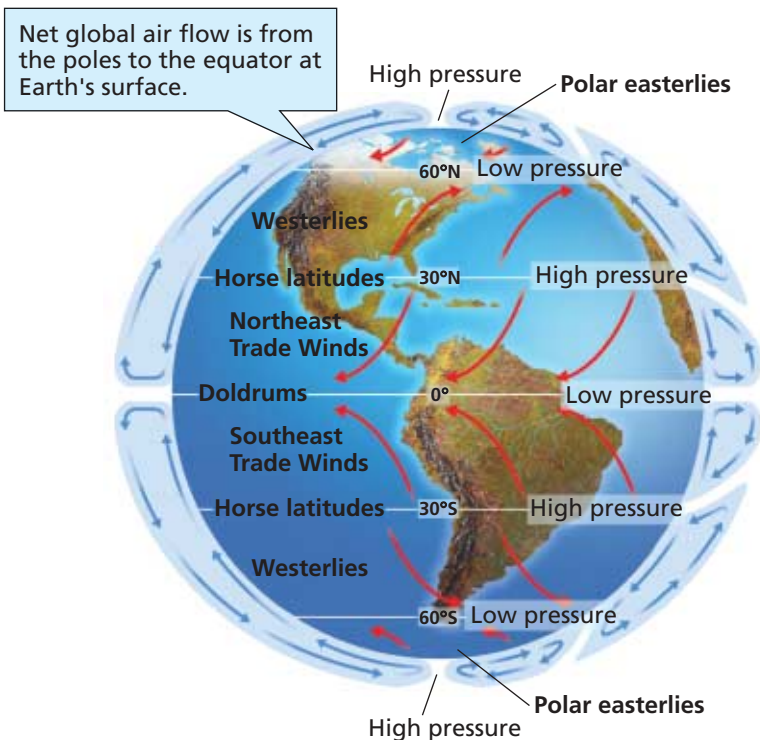 Net global air flow is from
the poles to the equator at
Earth's surface.
High pressure
Polar easterlies
60°N Low pressure
Westerlies
Horse latitudes 30°N High pressure
Northeast
Trade Winds
Doldrums 0° Low pressure
Southeast
Trade Winds
Horse latitudes 30°S High pressure
Westerlies
60°S Low pressure
Polar easterlies
High pressure